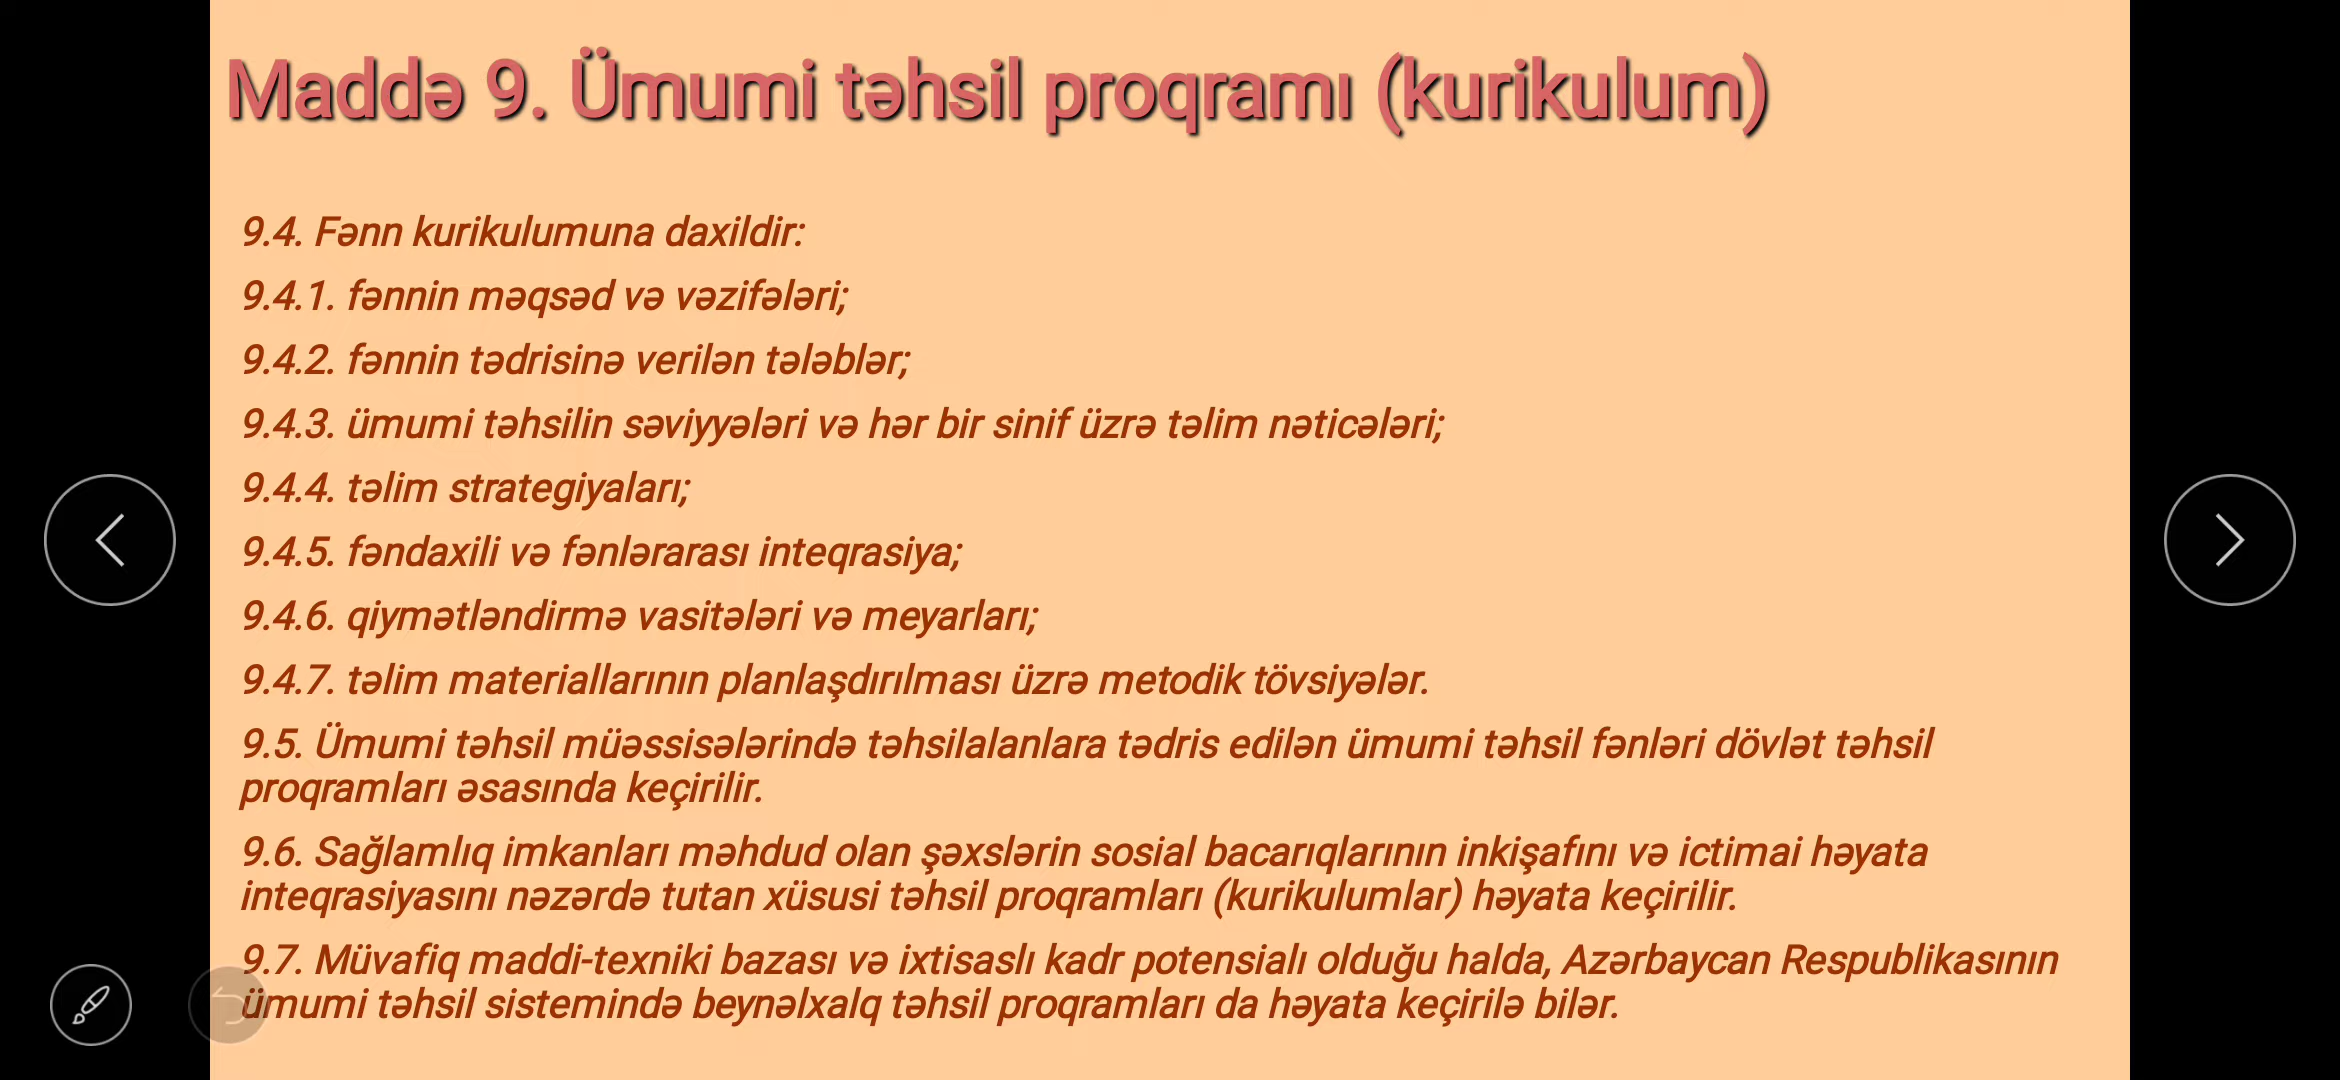 Maddə 9. Ümumi təhsil proqramı (kurikulum)
9.4. Fənn kurikulumuna daxildir:
9.4.1. fənnin məqsəd və vəzifələri;
9.4.2. fənnin tədrisinə verilən tələblər;
9.4.3. ümumi təhsilin səviyyələri və hər bir sinif üzrə təlim nəticələri;
9.4.4. təlim strategiyaları;
9.4.5. fəndaxili və fənlərarası inteqrasiya;
9.4.6. qiymətləndirmə vasitələri və meyarları;
9.4.7. təlim materiallarının planlaşdırılması üzrə metodik tövsiyələr.
9.5. Ümumi təhsil müəssisələrində təhsilalanlara tədris edilən ümumi təhsil fənləri dövlət təhsil
proqramları əsasında keçirilir.
9.6. Sağlamlıq imkanları məhdud olan şəxslərin sosial bacarıqlarının inkişafını və ictimai həyata
inteqrasiyasını nəzərdə tutan xüsusi təhsil proqramları (kurikulumlar) həyata keçirilir.
9.7. Müvafiq maddi-texniki bazası və ixtisaslı kadr potensialı olduğu halda, Azərbaycan Respublikasının
ümumi təhsil sistemində beynəlxalq təhsil proqramları da həyata keçirilə bilər.